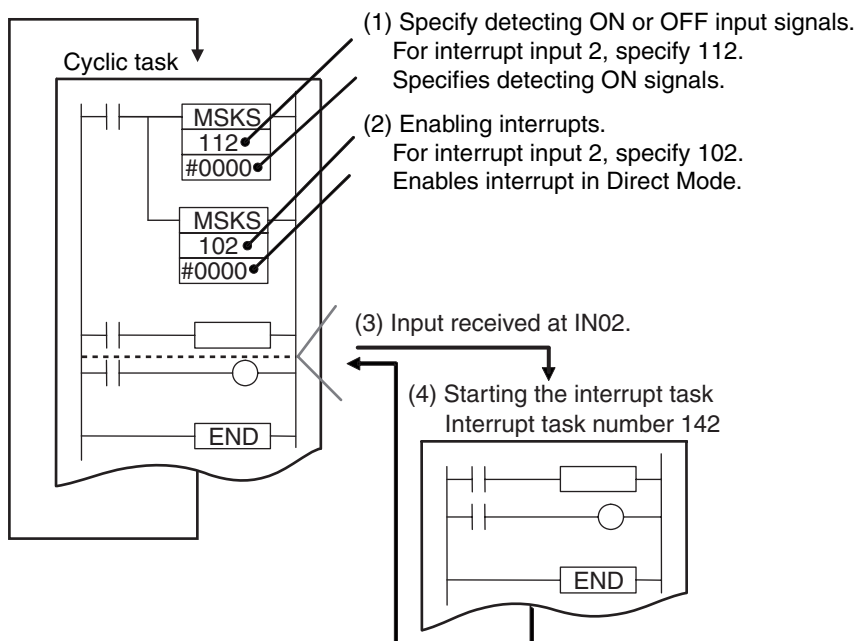 (1) Specify detecting ON or OFF input signals.
For interrupt input 2, specify 112.
Specifies detecting ON signals.
Cyclic task
MSKS
112
#0000
(2) Enabling interrupts.
For interrupt input 2, specify 102.
Enables interrupt in Direct Mode.
MSKS
102
#0000
(3) Input received at IN02.
(4) Starting the interrupt task
Interrupt task number 142
END
END